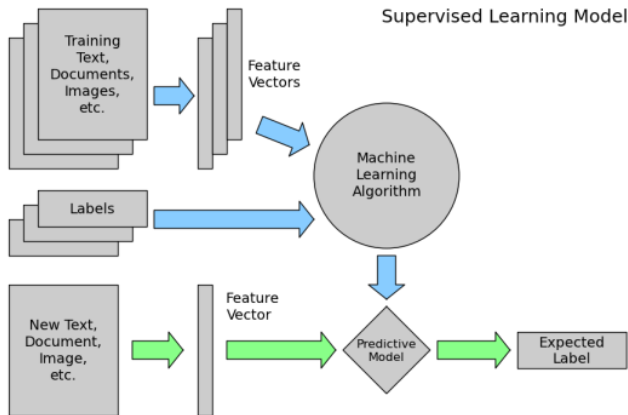 Supervised Learning Model
Training
Text,
Documents,
Images,
etc.
Feature
Vectors
Machine
Learning
Algorithm
Labels
New Text,
Document,
Image,
etc.
Feature
Vector
Predictive
Model
Expected
Label